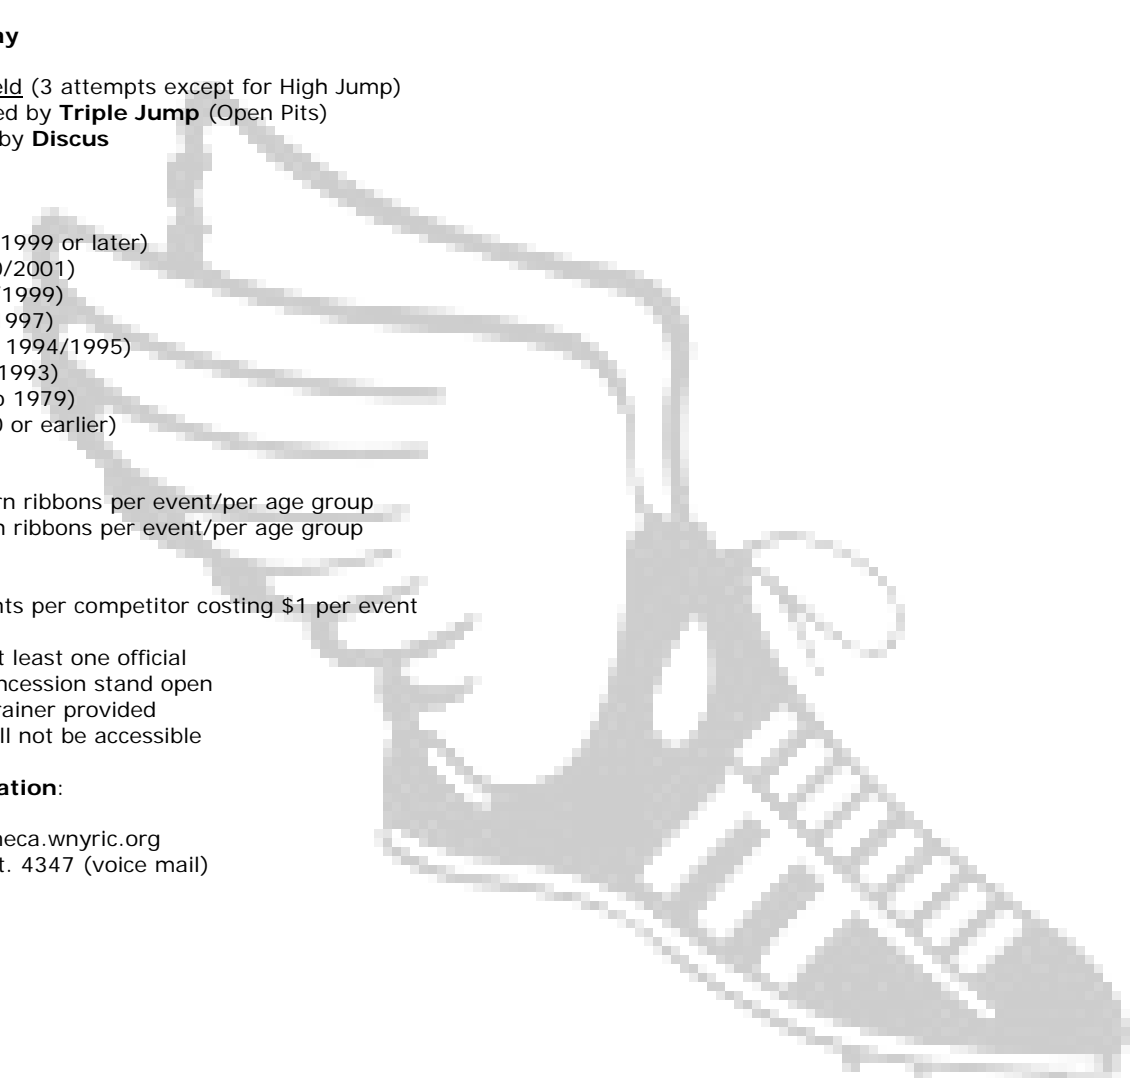 ay
eld (3 attempts except for High Jump)
ed by Triple Jump (Open Pits)
by Discus
1999 or later)
0/2001)
/1999)
1997)
1994/1995)
1993)
o 1979)
0 or earlier)
rn ribbons per event/per age group
n ribbons per event/per age group
nts per competitor costing $1 per event
t least one official
ncession stand open
rainer provided
ll not be accessible
ation:
neca.wnyric.org
t. 4347 (voice mail)